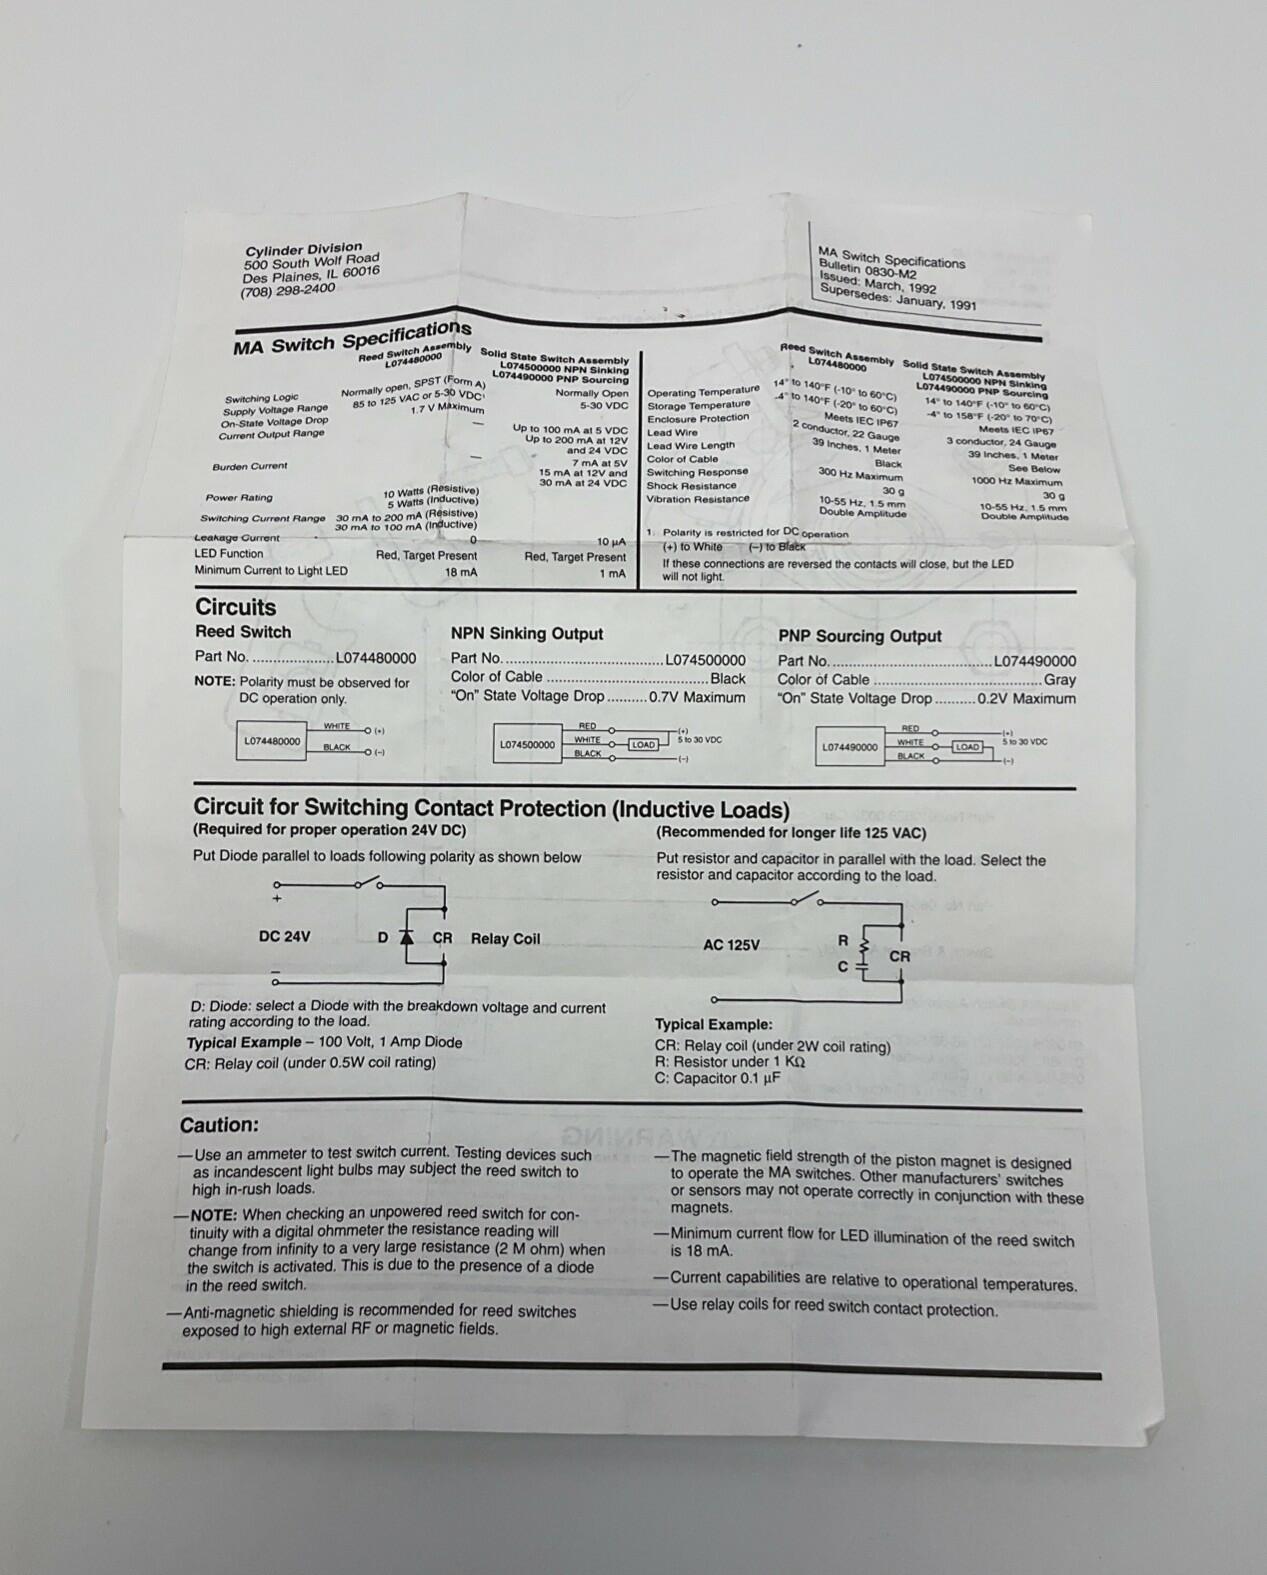 Cylinder Division
500 South Wolf Road
Des Plaines, IL 60016
(708) 298-2400
MA Switch Specifications
Bulletin 0830-M2
Issued: March, 1992
Supersedes: January, 1991
MA Switch Specifications
Reed Switch Assembly
L074480000
Solid State Switch Assembly
L074500000 NPN Sinking
L074490000 PNP Sourcing
Switching Logic Normally open, SPST (Form A) Normally Open
Supply Voltage Range 85 to 125 VAC or 5-30 VDC¹ 5-30 VDC
On-State Voltage Drop 1.7 V Maximum
Current Output Range — Up to 100 mA at 5 VDC
Up to 200 mA at 12V
and 24 VDC
Burden Current — 7 mA at 5V
15 mA at 12V and
30 mA at 24 VDC
Power Rating 10 Watts (Resistive)
5 Watts (Inductive)
Switching Current Range 30 mA to 200 mA (Resistive)
30 mA to 100 mA (Inductive)
Leakage Current 0 10 µA
LED Function Red, Target Present Red, Target Present
Minimum Current to Light LED 18 mA 1 mA
Reed Switch Assembly
L074480000
Solid State Switch Assembly
L074500000 NPN Sinking
L074490000 PNP Sourcing
Operating Temperature 14° to 140°F (-10° to 60°C) 14° to 140°F (-10° to 60°C)
Storage Temperature -4° to 140°F (-20° to 60°C) -4° to 158°F (-20° to 70°C)
Enclosure Protection Meets IEC IP67 Meets IEC IP67
Lead Wire 2 conductor, 22 Gauge 3 conductor, 24 Gauge
Lead Wire Length 39 Inches, 1 Meter 39 Inches, 1 Meter
Color of Cable Black See Below
Switching Response 300 Hz Maximum 1000 Hz Maximum
Shock Resistance 30 g 30 g
Vibration Resistance 10-55 Hz, 1.5 mm 10-55 Hz, 1.5 mm
Double Amplitude Double Amplitude
1. Polarity is restricted for DC operation
(+) to White (–) to Black
If these connections are reversed the contacts will close, but the LED
will not light.
Circuits
Reed Switch
Part No. ....................L074480000
NOTE: Polarity must be observed for
DC operation only.
L074480000
WHITE (+)
BLACK (–)
NPN Sinking Output
Part No. ......................................L074500000
Color of Cable .......................................Black
"On" State Voltage Drop ..........0.7V Maximum
L074500000
RED (+)
WHITE LOAD 5 to 30 VDC
BLACK (–)
PNP Sourcing Output
Part No. ......................................L074490000
Color of Cable ........................................Gray
"On" State Voltage Drop ..........0.2V Maximum
L074490000
RED (+)
WHITE LOAD 5 to 30 VDC
BLACK (–)
Circuit for Switching Contact Protection (Inductive Loads)
(Required for proper operation 24V DC)
Put Diode parallel to loads following polarity as shown below
+
DC 24V D CR Relay Coil
–
D: Diode: select a Diode with the breakdown voltage and current
rating according to the load.
Typical Example – 100 Volt, 1 Amp Diode
CR: Relay coil (under 0.5W coil rating)
(Recommended for longer life 125 VAC)
Put resistor and capacitor in parallel with the load. Select the
resistor and capacitor according to the load.
AC 125V R
C CR
Typical Example:
CR: Relay coil (under 2W coil rating)
R: Resistor under 1 KΩ
C: Capacitor 0.1 µF
Caution:
—Use an ammeter to test switch current. Testing devices such
as incandescent light bulbs may subject the reed switch to
high in-rush loads.
—NOTE: When checking an unpowered reed switch for con-
tinuity with a digital ohmmeter the resistance reading will
change from infinity to a very large resistance (2 M ohm) when
the switch is activated. This is due to the presence of a diode
in the reed switch.
—Anti-magnetic shielding is recommended for reed switches
exposed to high external RF or magnetic fields.
—The magnetic field strength of the piston magnet is designed
to operate the MA switches. Other manufacturers' switches
or sensors may not operate correctly in conjunction with these
magnets.
—Minimum current flow for LED illumination of the reed switch
is 18 mA.
—Current capabilities are relative to operational temperatures.
—Use relay coils for reed switch contact protection.